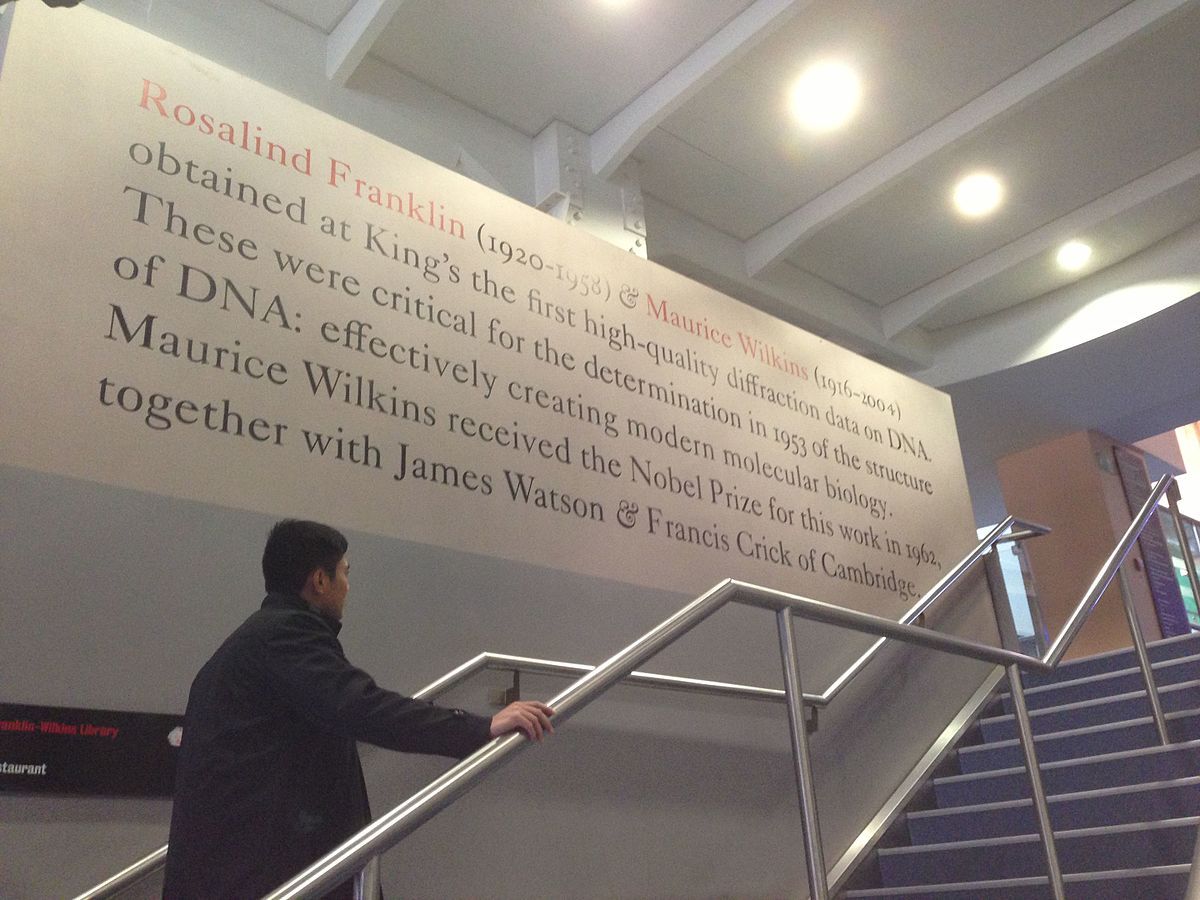 Rosalind Franklin (1920-1958) & Maurice Wilkins (1916-2004)
obtained at King's the first high-quality diffraction data on DNA.
These were critical for the determination in 1953 of the structure
of DNA: effectively creating modern molecular biology.
Maurice Wilkins received the Nobel Prize for this work in 1962,
together with James Watson & Francis Crick of Cambridge.
ranklin-Wilkins Library
staurant